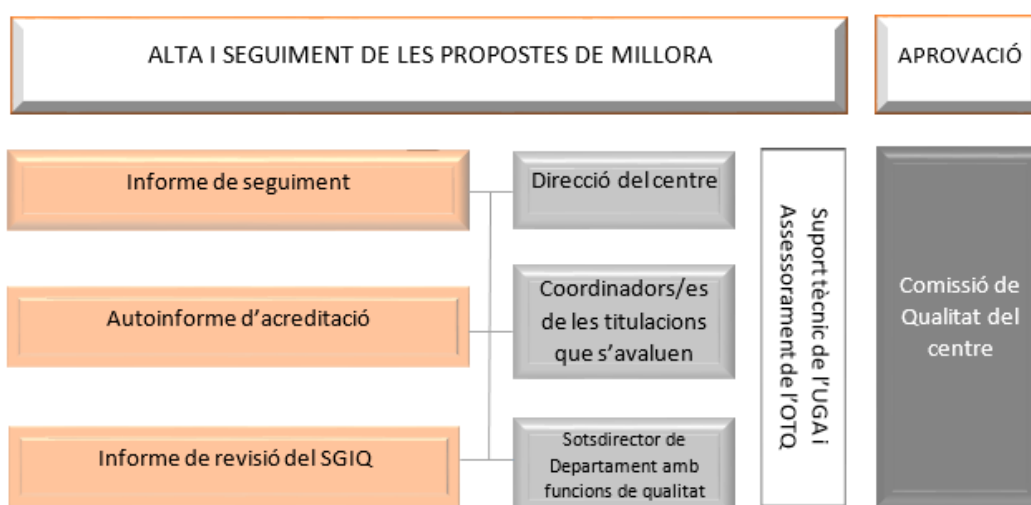 ALTA I SEGUIMENT DE LES PROPOSTES DE MILLORA
APROVACIÓ
Informe de seguiment
Direcció del centre
Autoinforme d’acreditació
Coordinadors/es
de les titulacions
que s’avaluen
Informe de revisió del SGIQ
Sotsdirector de
Departament amb
funcions de qualitat
Suport tècnic de l’UGA i
Assessorament de l’OTQ
Comissió de
Qualitat del
centre